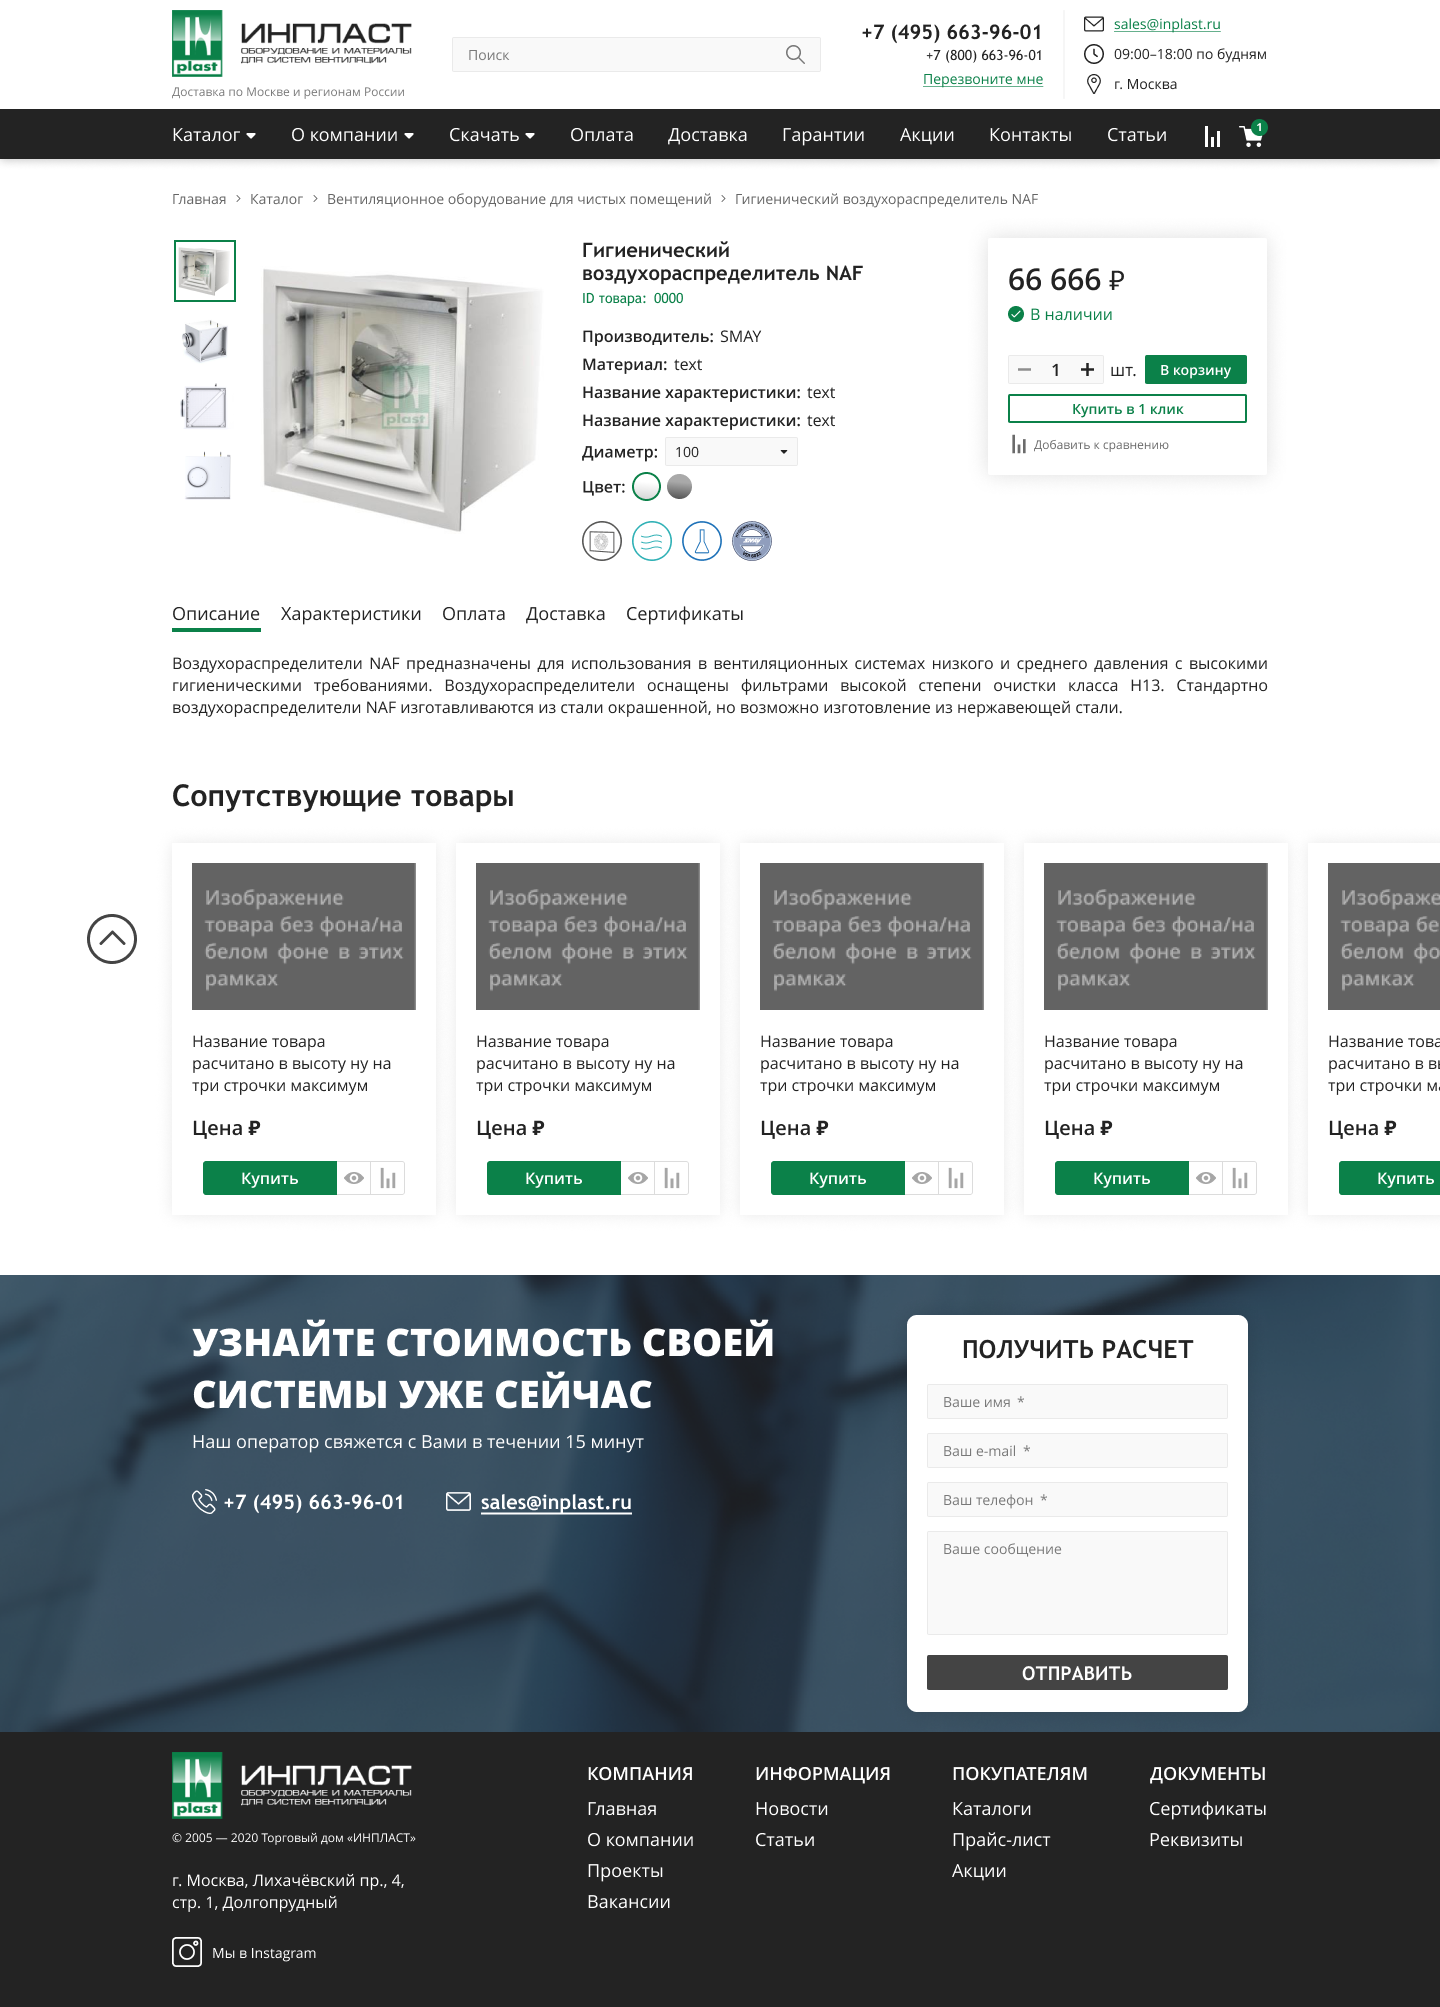 ИНПЛАСТ
ОБОРУДОВАНИЕ И МАТЕРИАЛЫ
ДЛЯ СИСТЕМ ВЕНТИЛЯЦИИ
plast
Доставка по Москве и регионам России
Поиск
+7 (495) 663-96-01
+7 (800) 663-96-01
Перезвоните мне
sales@inplast.ru
09:00–18:00 по будням
г. Москва
Каталог О компании Скачать Оплата Доставка Гарантии Акции Контакты Статьи 1
Главная > Каталог > Вентиляционное оборудование для чистых помещений > Гигиенический воздухораспределитель NAF
plast
Гигиенический
воздухораспределитель NAF
ID товара: 0000
Производитель: SMAY
Материал: text
Название характеристики: text
Название характеристики: text
Диаметр: 100
Цвет:
SMAY
66 666 ₽
В наличии
1 шт. В корзину
Купить в 1 клик
Добавить к сравнению
Описание Характеристики Оплата Доставка Сертификаты
Воздухораспределители NAF предназначены для использования в вентиляционных системах низкого и среднего давления с высокими
гигиеническими требованиями. Воздухораспределители оснащены фильтрами высокой степени очистки класса H13. Стандартно
воздухораспределители NAF изготавливаются из стали окрашенной, но возможно изготовление из нержавеющей стали.
Сопутствующие товары
Изображение
товара без фона/на
белом фоне в этих
рамках
Название товара
расчитано в высоту ну на
три строчки максимум
Цена ₽
Купить
Изображение
товара без фона/на
белом фоне в этих
рамках
Название товара
расчитано в высоту ну на
три строчки максимум
Цена ₽
Купить
Изображение
товара без фона/на
белом фоне в этих
рамках
Название товара
расчитано в высоту ну на
три строчки максимум
Цена ₽
Купить
Изображение
товара без фона/на
белом фоне в этих
рамках
Название товара
расчитано в высоту ну на
три строчки максимум
Цена ₽
Купить
Изображе
товара бе
белом фо
рамках
Название това
расчитано в в
три строчки м
Цена ₽
Купить
УЗНАЙТЕ СТОИМОСТЬ СВОЕЙ
СИСТЕМЫ УЖЕ СЕЙЧАС
Наш оператор свяжется с Вами в течении 15 минут
+7 (495) 663-96-01
sales@inplast.ru
ПОЛУЧИТЬ РАСЧЕТ
Ваше имя *
Ваш e-mail *
Ваш телефон *
Ваше сообщение
ОТПРАВИТЬ
ИНПЛАСТ
ОБОРУДОВАНИЕ И МАТЕРИАЛЫ
ДЛЯ СИСТЕМ ВЕНТИЛЯЦИИ
plast
© 2005 — 2020 Торговый дом «ИНПЛАСТ»
г. Москва, Лихачёвский пр., 4,
стр. 1, Долгопрудный
Мы в Instagram
КОМПАНИЯ
Главная
О компании
Проекты
Вакансии
ИНФОРМАЦИЯ
Новости
Статьи
ПОКУПАТЕЛЯМ
Каталоги
Прайс-лист
Акции
ДОКУМЕНТЫ
Сертификаты
Реквизиты